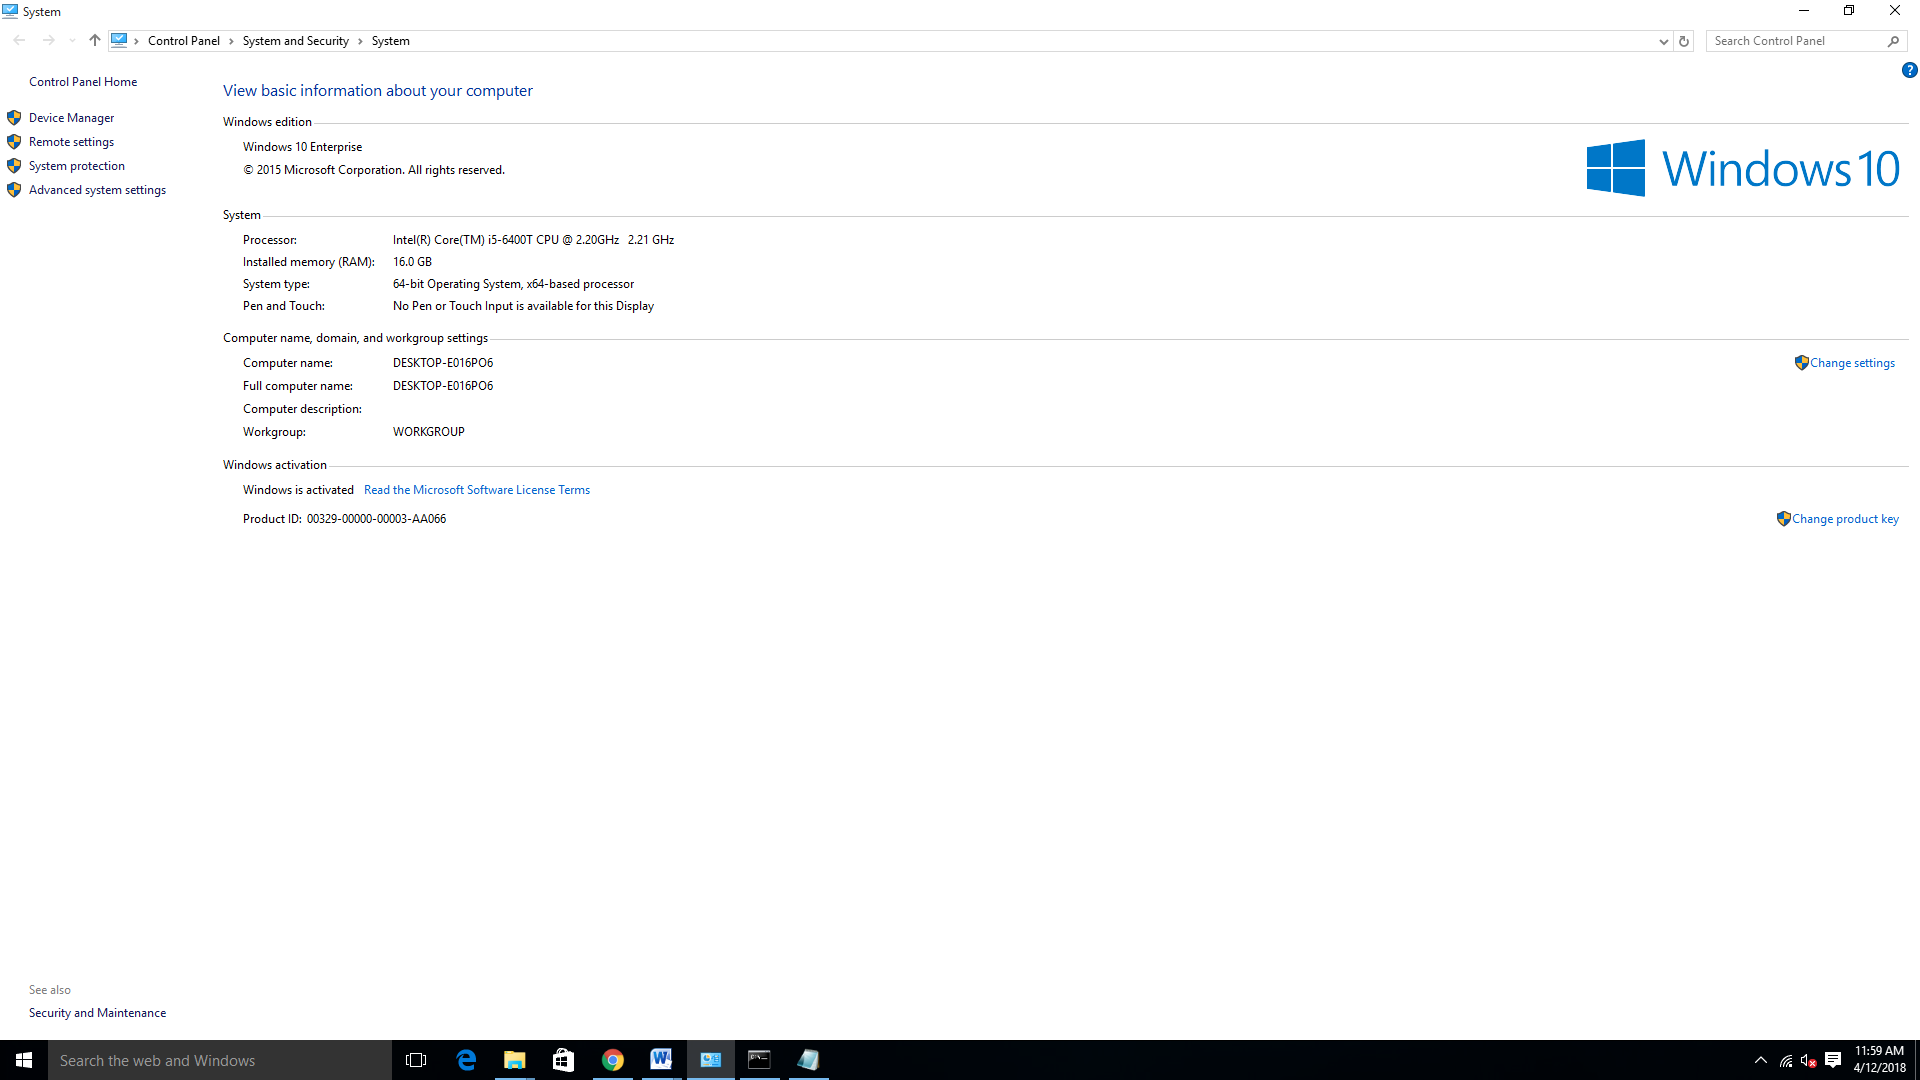 System
Control Panel > System and Security > System
Search Control Panel
Control Panel Home
Device Manager
Remote settings
System protection
Advanced system settings
View basic information about your computer
Windows edition
Windows 10 Enterprise
© 2015 Microsoft Corporation. All rights reserved.
Windows 10
System
Processor: Intel(R) Core(TM) i5-6400T CPU @ 2.20GHz 2.21 GHz
Installed memory (RAM): 16.0 GB
System type: 64-bit Operating System, x64-based processor
Pen and Touch: No Pen or Touch Input is available for this Display
Computer name, domain, and workgroup settings
Computer name: DESKTOP-E016PO6
Change settings
Full computer name: DESKTOP-E016PO6
Computer description:
Workgroup: WORKGROUP
Windows activation
Windows is activated Read the Microsoft Software License Terms
Product ID: 00329-00000-00003-AA066
Change product key
See also
Security and Maintenance
Search the web and Windows
11:59 AM
4/12/2018